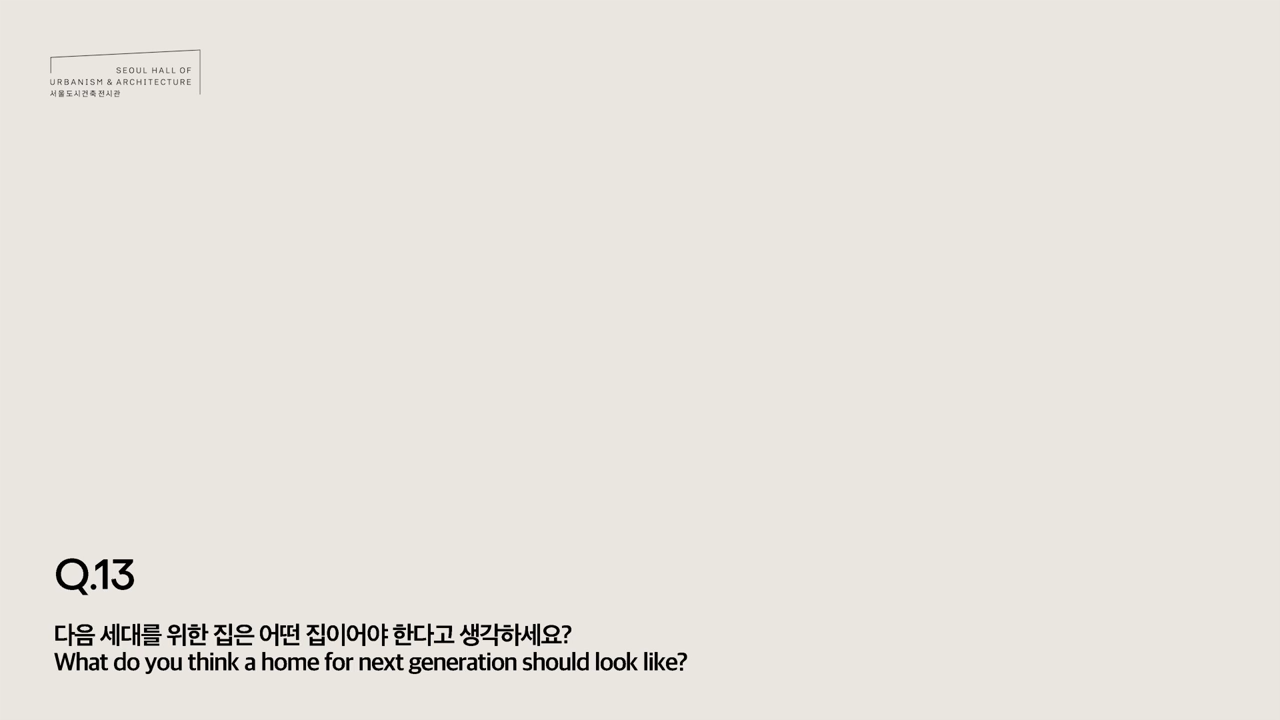 SEOUL HALL OF
URBANISM & ARCHITECTURE
서울도시건축전시관
Q.13
다음 세대를 위한 집은 어떤 집이어야 한다고 생각하세요?
What do you think a home for next generation should look like?